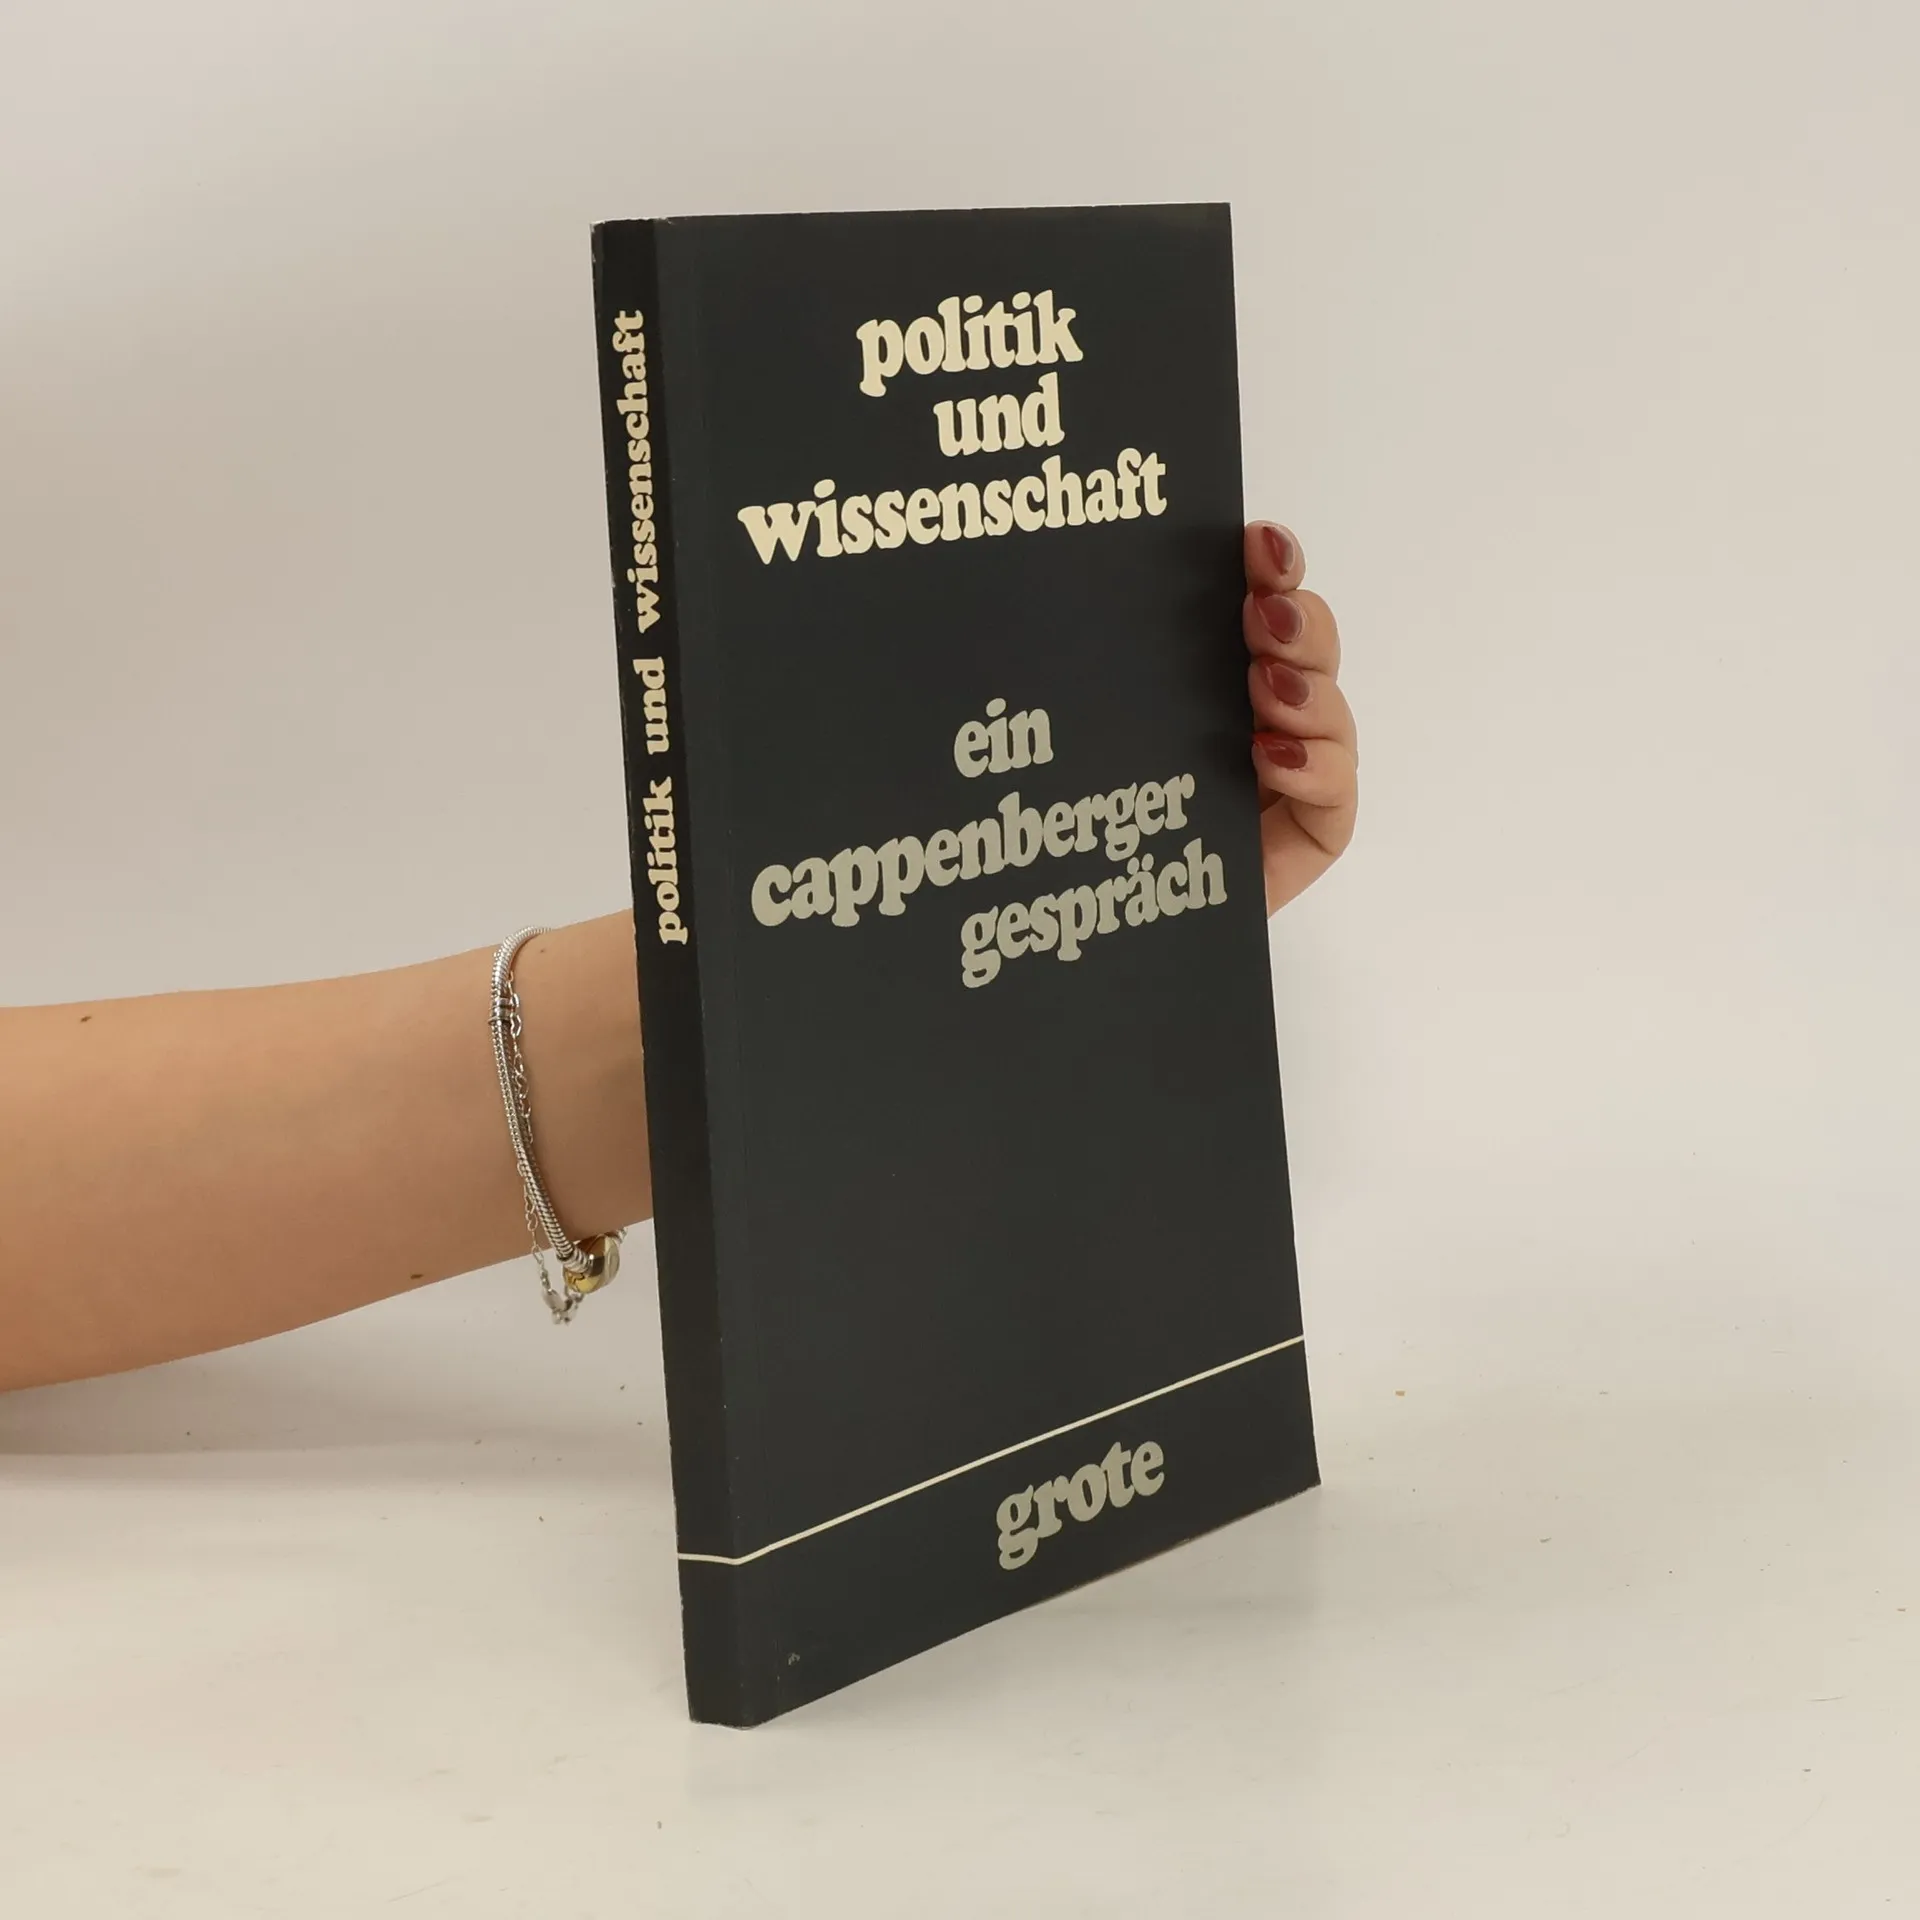 politik und wissenschaft
politik
und
wissenschaft
ein
cappenberger
gespräch
grote